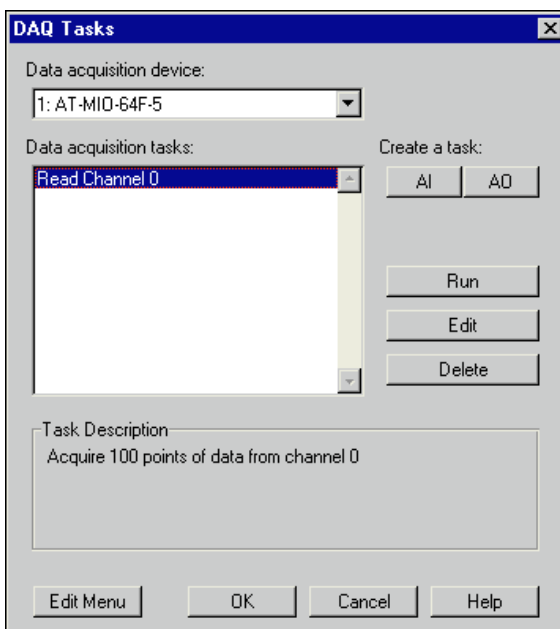 DAQ Tasks
Data acquisition device:
1: AT-MIO-64F-5
Data acquisition tasks:
Create a task:
Read Channel 0
AI
AO
Run
Edit
Delete
Task Description
Acquire 100 points of data from channel 0
Edit Menu
OK
Cancel
Help